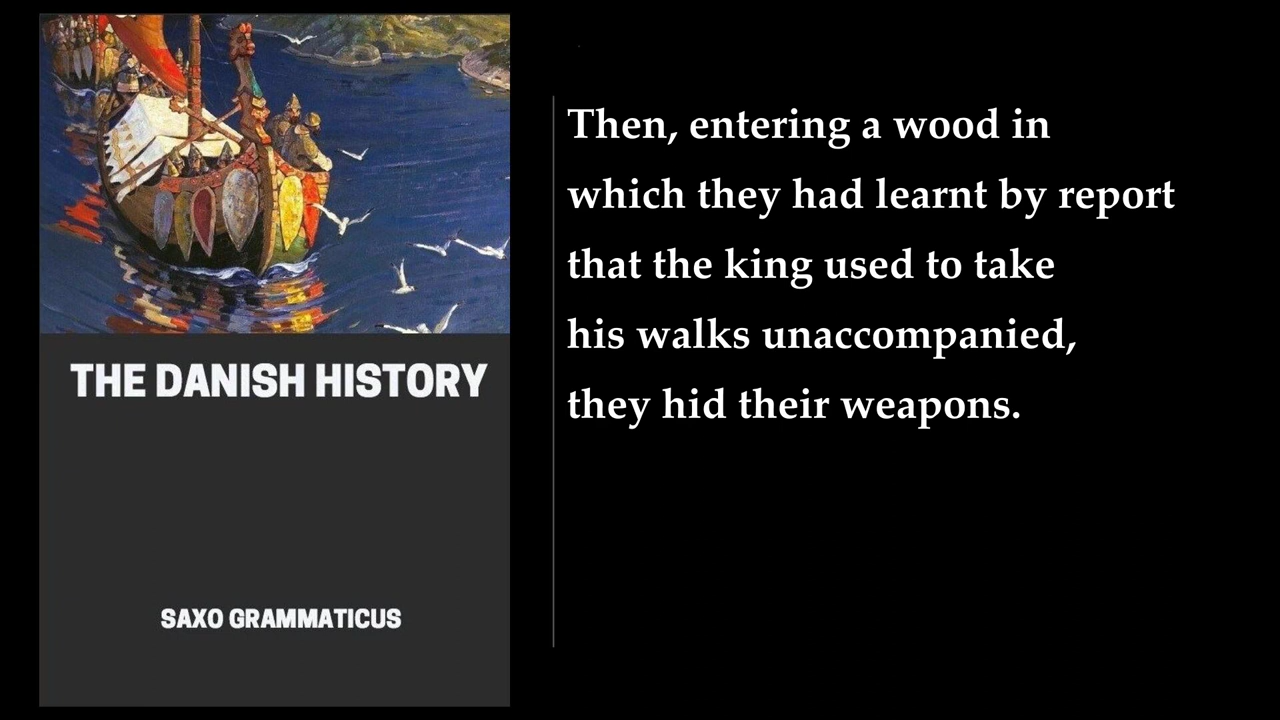 THE DANISH HISTORY
SAXO GRAMMATICUS
Then, entering a wood in
which they had learnt by report
that the king used to take
his walks unaccompanied,
they hid their weapons.